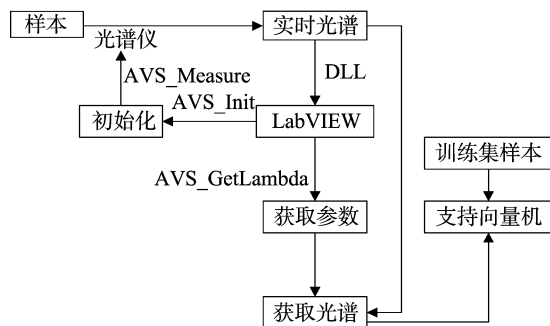 样本
实时光谱
光谱仪
DLL
AVS_Measure
AVS_Init
初始化
LabVIEW
训练集样本
AVS_GetLambda
获取参数
支持向量机
获取光谱